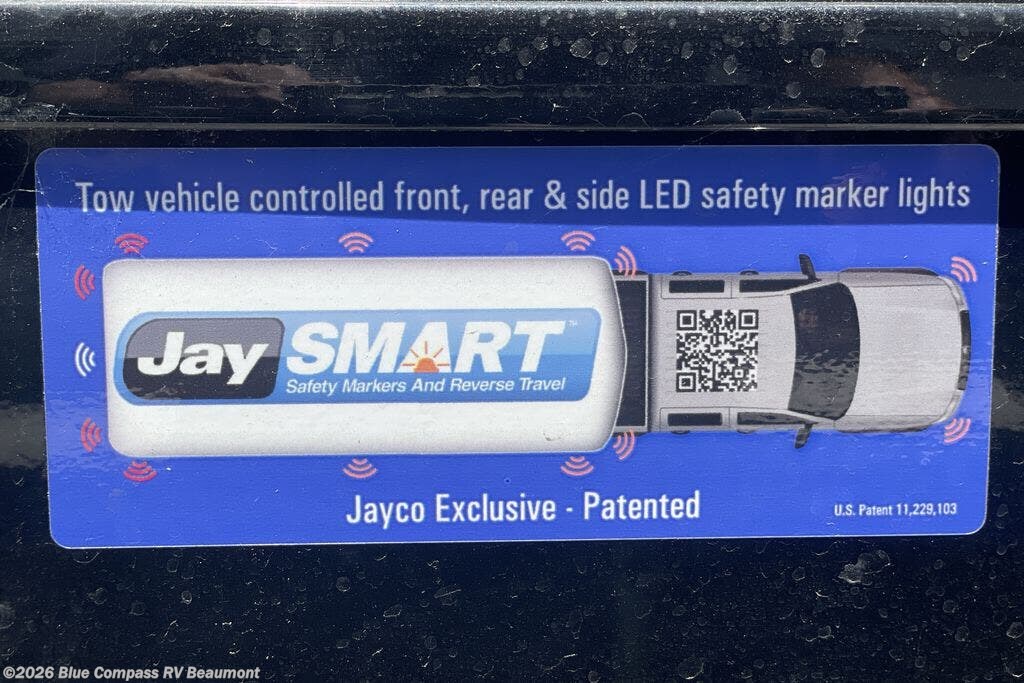 Tow vehicle controlled front, rear & side LED safety marker lights
Jay SMART™
Safety Markers And Reverse Travel
Jayco Exclusive - Patented
U.S. Patent 11,229,103
©2026 Blue Compass RV Beaumont